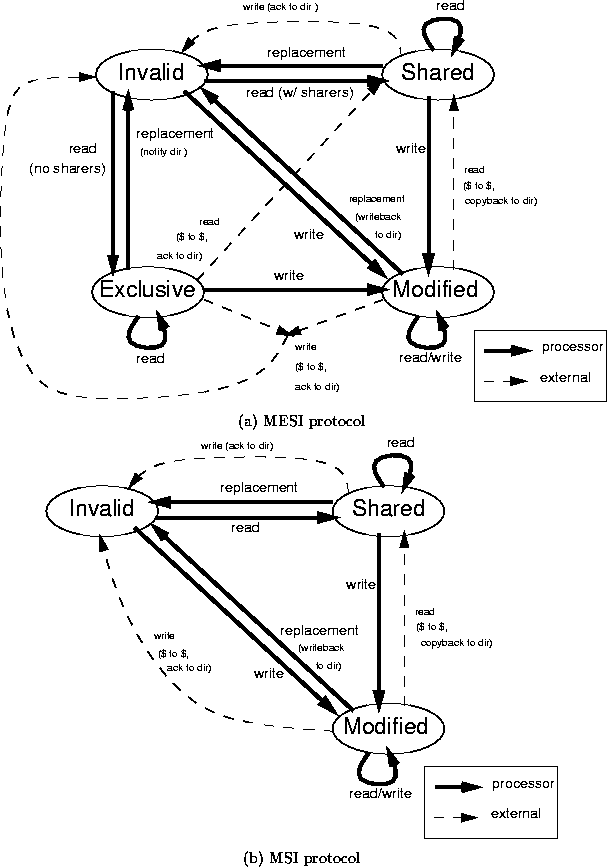 read
write (ack to dir )
Invalid
replacement
Shared
read (w/ sharers)
read
(no sharers)
replacement
(notify dir )
write
read
($ to $,
copyback to dir)
replacement
(writeback
to dir)
read
($ to $,
ack to dir)
write
write
Exclusive
Modified
read
write
($ to $,
ack to dir)
read/write
processor
external
(a) MESI protocol
read
write (ack to dir)
Invalid
replacement
Shared
read
write
read
($ to $,
copyback to dir)
write
($ to $,
ack to dir)
replacement
(writeback
to dir)
write
Modified
read/write
processor
external
(b) MSI protocol